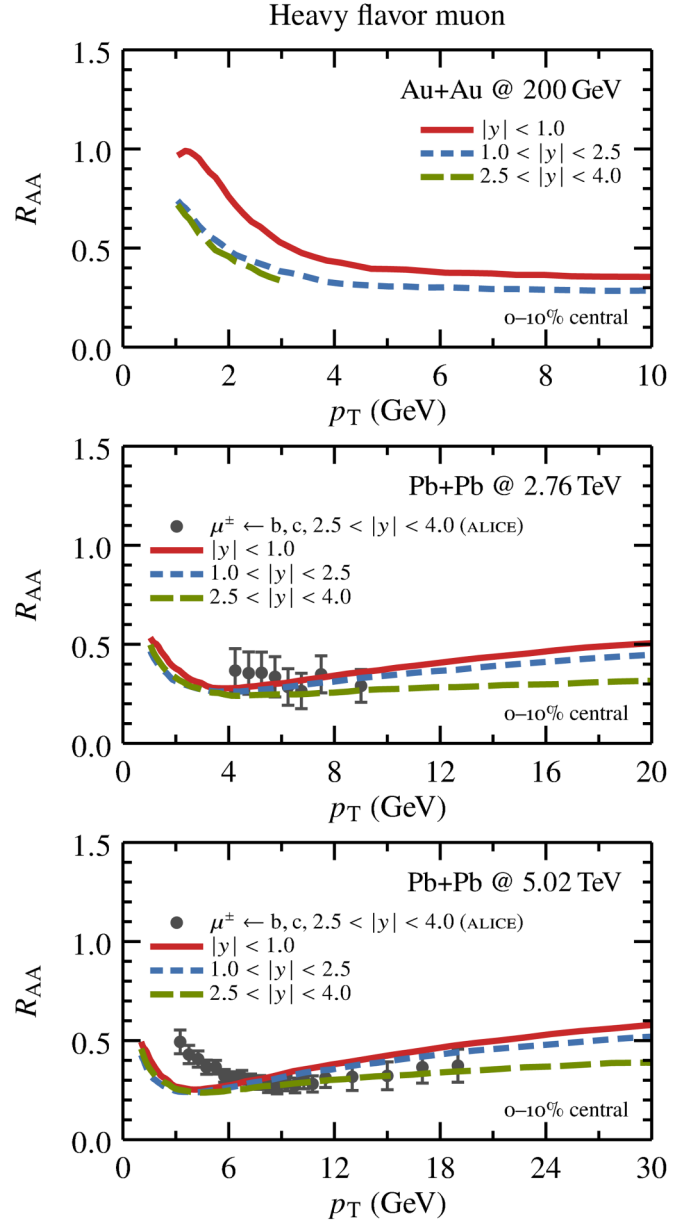 Heavy flavor muon
1.5
Au+Au @ 200 GeV
|y| < 1.0
1.0 < |y| < 2.5
2.5 < |y| < 4.0
1.0
R_AA
0.5
0–10% central
0.0
0 2 4 6 8 10
p_T (GeV)
1.5
Pb+Pb @ 2.76 TeV
μ± ← b, c, 2.5 < |y| < 4.0 (ALICE)
|y| < 1.0
1.0 < |y| < 2.5
2.5 < |y| < 4.0
1.0
R_AA
0.5
0–10% central
0.0
0 4 8 12 16 20
p_T (GeV)
1.5
Pb+Pb @ 5.02 TeV
μ± ← b, c, 2.5 < |y| < 4.0 (ALICE)
|y| < 1.0
1.0 < |y| < 2.5
2.5 < |y| < 4.0
1.0
R_AA
0.5
0–10% central
0.0
0 6 12 18 24 30
p_T (GeV)